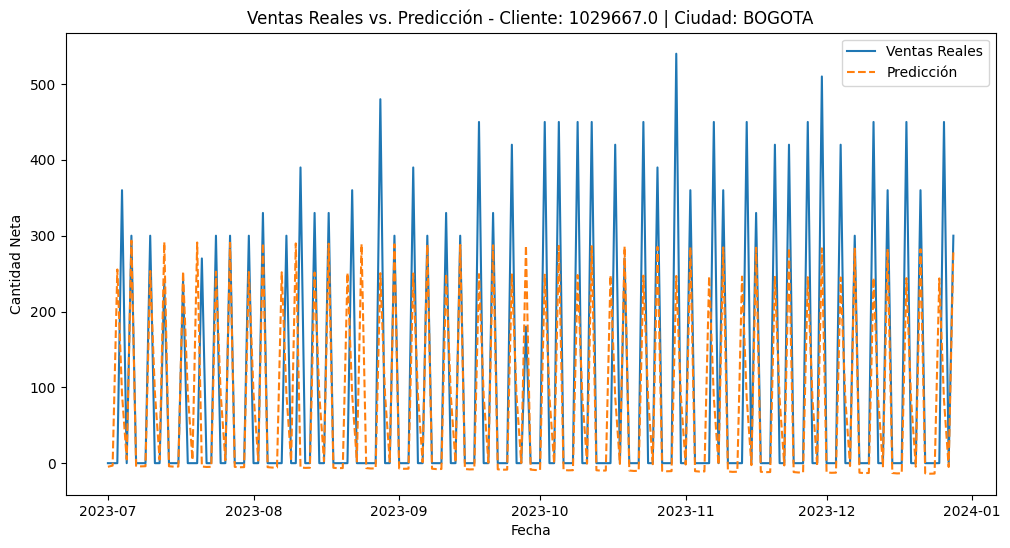 Ventas Reales vs. Predicción - Cliente: 1029667.0 | Ciudad: BOGOTA
Ventas Reales
Predicción
Cantidad Neta
500
400
300
200
100
0
2023-07
2023-08
2023-09
2023-10
2023-11
2023-12
2024-01
Fecha